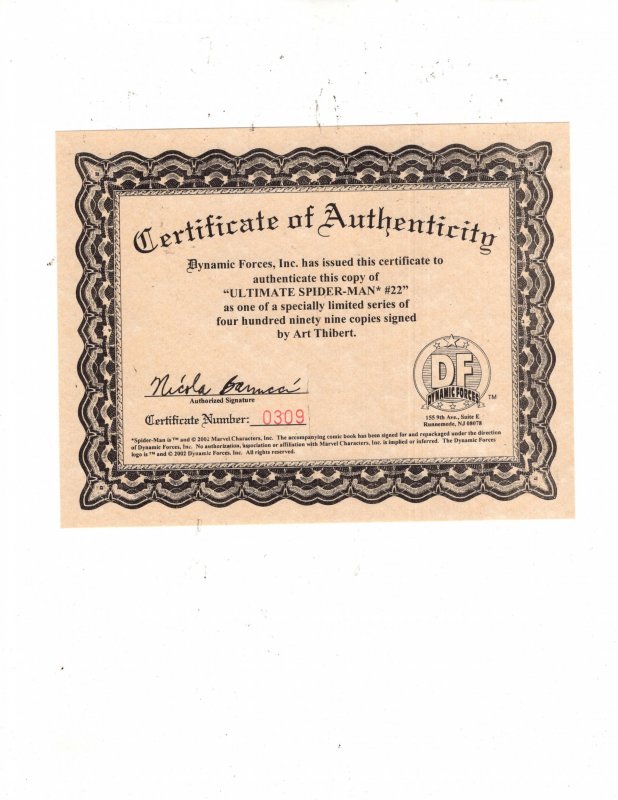 Certificate of Authenticity
Dynamic Forces, Inc. has issued this certificate to
authenticate this copy of
“ULTIMATE SPIDER-MAN* #22”
as one of a specially limited series of
four hundred ninety nine copies signed
by Art Thibert.
Nicola Barrucci
Authorized Signature
Certificate Number: 0309
DF
DYNAMIC FORCES
TM
155 9th Ave., Suite E
Runnemede, NJ 08078
*Spider-Man is ™ and © 2002 Marvel Characters, Inc. The accompanying comic book has been signed for and repackaged under the direction
of Dynamic Forces, Inc. No authorization, association or affiliation with Marvel Characters, Inc. is implied or inferred. The Dynamic Forces
logo is ™ and © 2002 Dynamic Forces. Inc. All rights reserved.